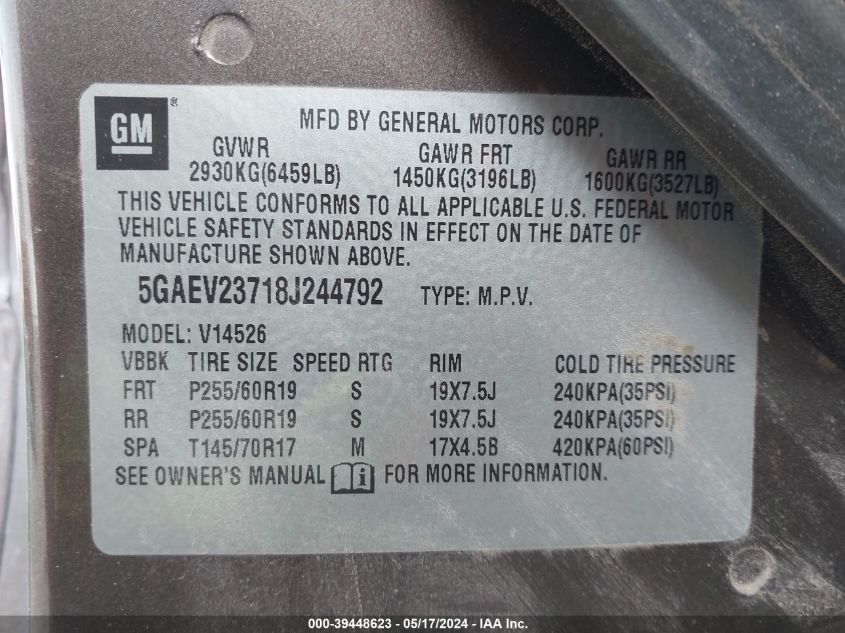 GM®
MFD BY GENERAL MOTORS CORP.
GVWR GAWR FRT GAWR RR
2930KG(6459LB) 1450KG(3196LB) 1600KG(3527LB)
THIS VEHICLE CONFORMS TO ALL APPLICABLE U.S. FEDERAL MOTOR
VEHICLE SAFETY STANDARDS IN EFFECT ON THE DATE OF
MANUFACTURE SHOWN ABOVE.
5GAEV23718J244792 TYPE: M.P.V.
MODEL: V14526
VBBK TIRE SIZE SPEED RTG RIM COLD TIRE PRESSURE
FRT P255/60R19 S 19X7.5J 240KPA(35PSI)
RR P255/60R19 S 19X7.5J 240KPA(35PSI)
SPA T145/70R17 M 17X4.5B 420KPA(60PSI)
SEE OWNER'S MANUAL i FOR MORE INFORMATION.
000-39448623 / 05/17/2024 - IAAI.com